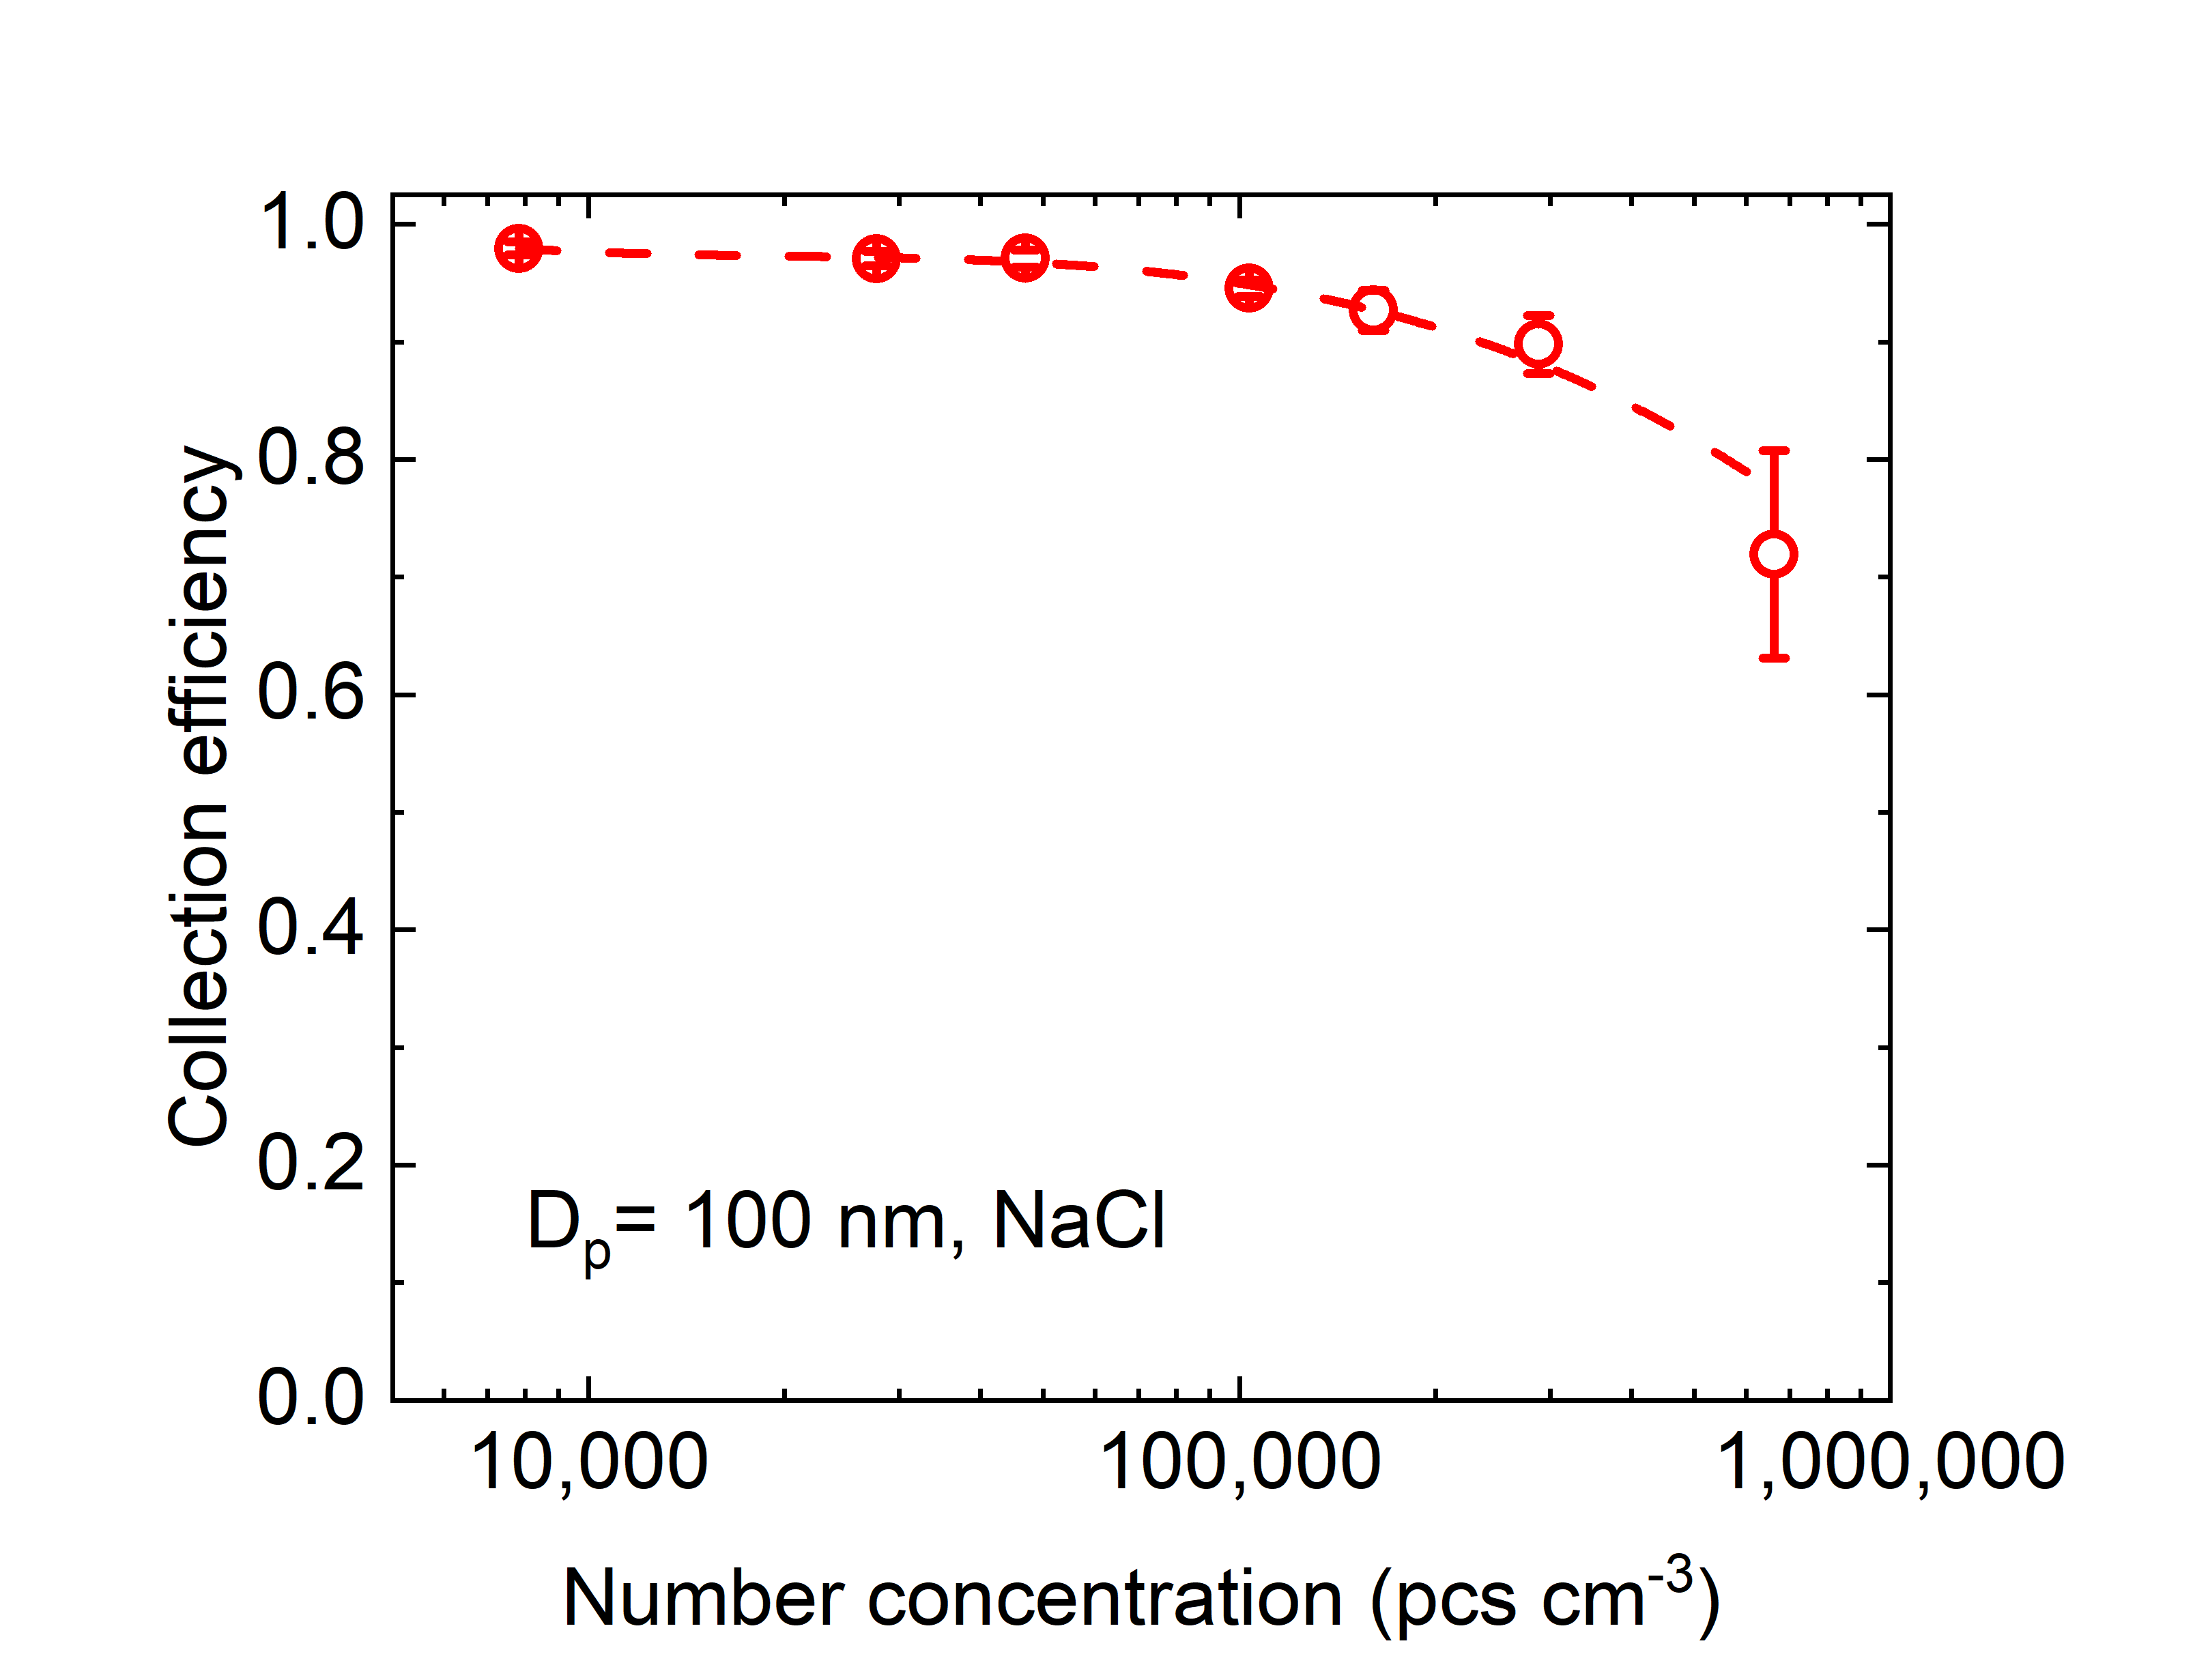 Collection efficiency
1.0
0.8
0.6
0.4
0.2
0.0
Dp= 100 nm, NaCl
10,000 100,000 1,000,000
Number concentration (pcs cm-3)